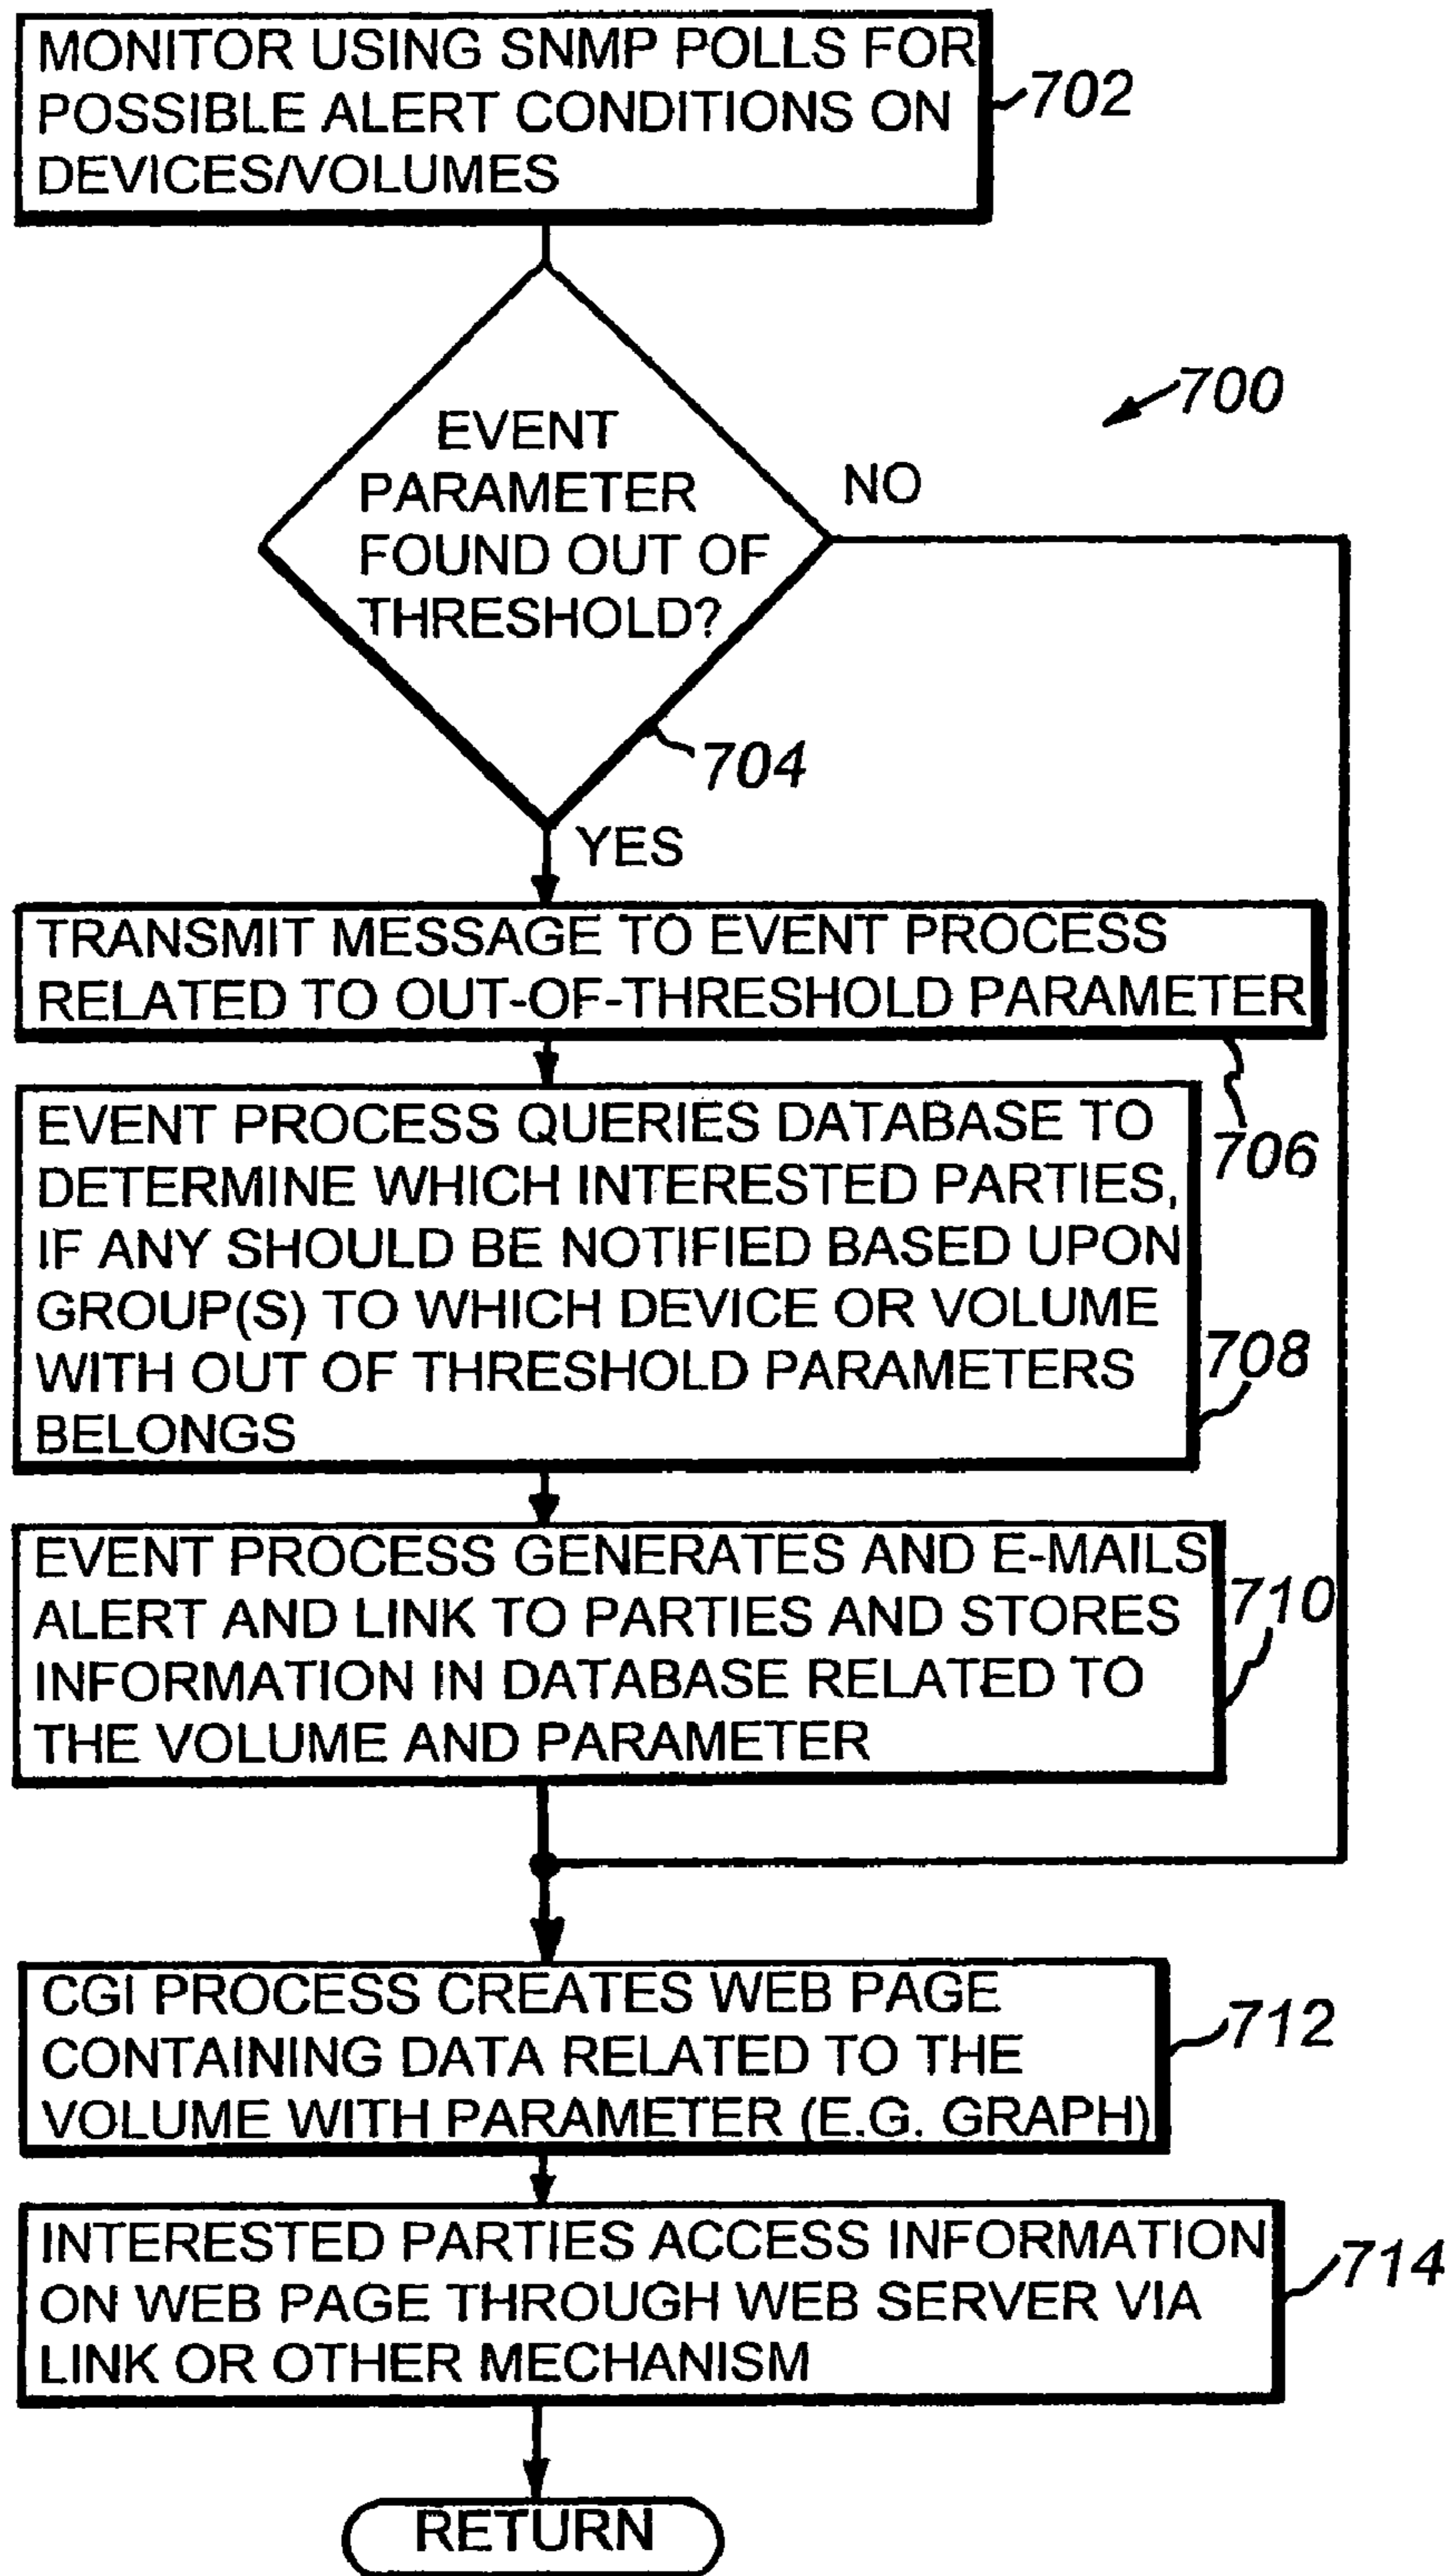 MONITOR USING SNMP POLLS FOR
POSSIBLE ALERT CONDITIONS ON
DEVICES/VOLUMES
702
700
EVENT
PARAMETER
FOUND OUT OF
THRESHOLD?
NO
704
YES
TRANSMIT MESSAGE TO EVENT PROCESS
RELATED TO OUT-OF-THRESHOLD PARAMETER
706
EVENT PROCESS QUERIES DATABASE TO
DETERMINE WHICH INTERESTED PARTIES,
IF ANY SHOULD BE NOTIFIED BASED UPON
GROUP(S) TO WHICH DEVICE OR VOLUME
WITH OUT OF THRESHOLD PARAMETERS
BELONGS
708
EVENT PROCESS GENERATES AND E-MAILS
ALERT AND LINK TO PARTIES AND STORES
INFORMATION IN DATABASE RELATED TO
THE VOLUME AND PARAMETER
710
CGI PROCESS CREATES WEB PAGE
CONTAINING DATA RELATED TO THE
VOLUME WITH PARAMETER (E.G. GRAPH)
712
INTERESTED PARTIES ACCESS INFORMATION
ON WEB PAGE THROUGH WEB SERVER VIA
LINK OR OTHER MECHANISM
714
RETURN